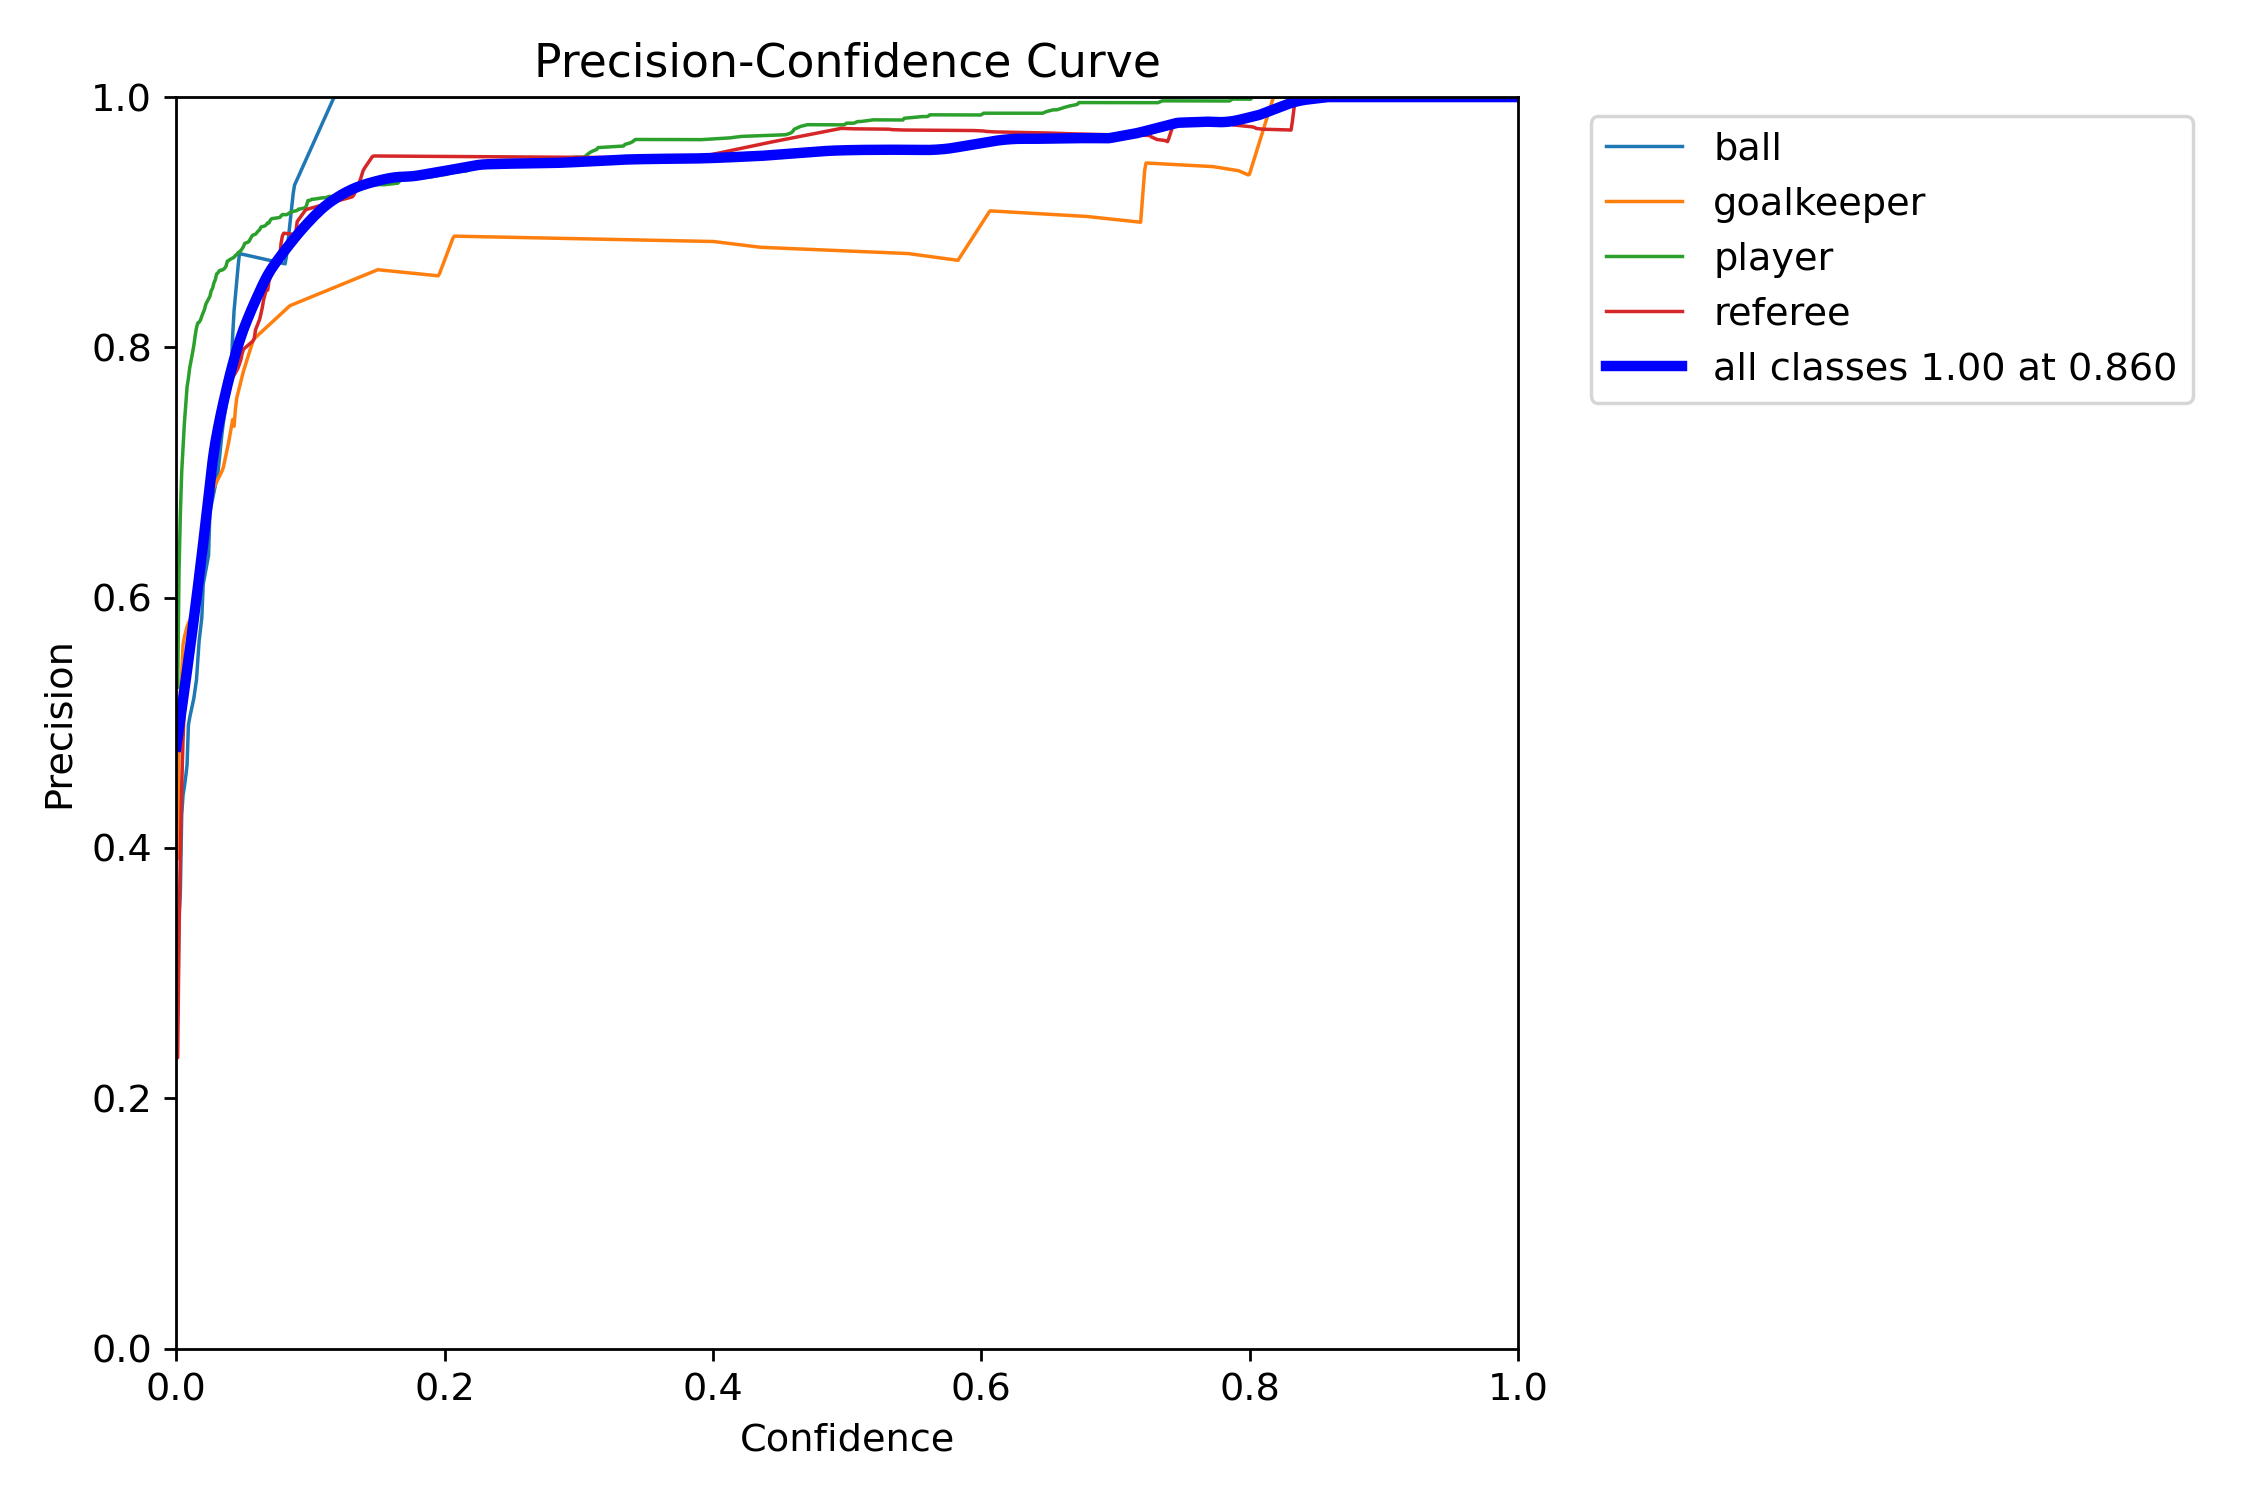 Precision-Confidence Curve
1.0
0.8
0.6
0.4
0.2
0.0
Precision
0.0 0.2 0.4 0.6 0.8 1.0
Confidence
ball
goalkeeper
player
referee
all classes 1.00 at 0.860